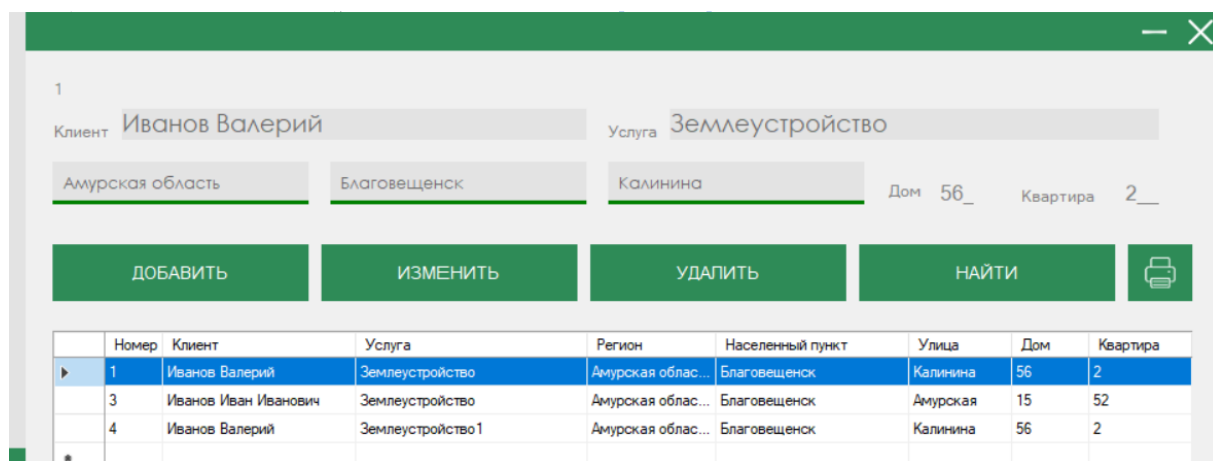 1
Клиент Иванов Валерий Услуга Землеустройство
Амурская область Благовещенск Калинина Дом 56_ Квартира 2__
ДОБАВИТЬ ИЗМЕНИТЬ УДАЛИТЬ НАЙТИ
Номер Клиент Услуга Регион Населенный пункт Улица Дом Квартира
1 Иванов Валерий Землеустройство Амурская облас... Благовещенск Калинина 56 2
3 Иванов Иван Иванович Землеустройство Амурская облас... Благовещенск Амурская 15 52
4 Иванов Валерий Землеустройство1 Амурская облас... Благовещенск Калинина 56 2